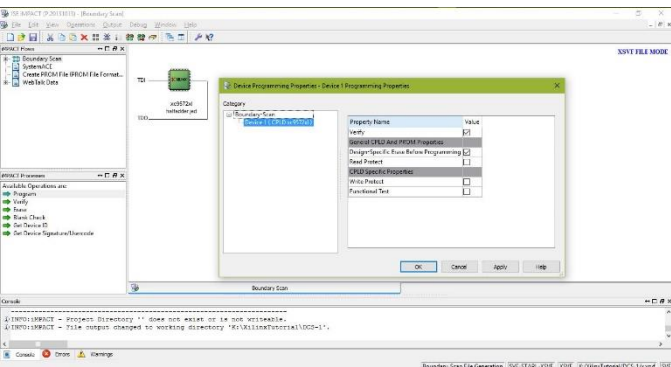 ISE iMPACT (P.20131013) - [Boundary Scan]
File Edit View Operations Output Debug Window Help
iMPACT Flows
Boundary Scan
SystemACE
Create PROM File (PROM File Format...
WebTalk Data
XSVF FILE MODE
TDI
TDO
xc9572xl
halfadder.jed
iMPACT Processes
Available Operations are:
Program
Verify
Erase
Blank Check
Get Device ID
Get Device Signature/Usercode
Device Programming Properties - Device 1 Programming Properties
Category
Boundary-Scan
Device 1 ( CPLD xc9572xl )
Property Name Value
Verify
General CPLD And PROM Properties
Design-Specific Erase Before Programming
Read Protect
CPLD Specific Properties
Write Protect
Functional Test
OK Cancel Apply Help
Boundary Scan
Console
INFO:iMPACT - Project Directory '' does not exist or is not writeable.
INFO:iMPACT - File output changed to working directory 'K:\XilinxTutorial\DCS-1'.
Console Errors Warnings
Boundary Scan File Generation SVF-STAPL-XSVF XSVF